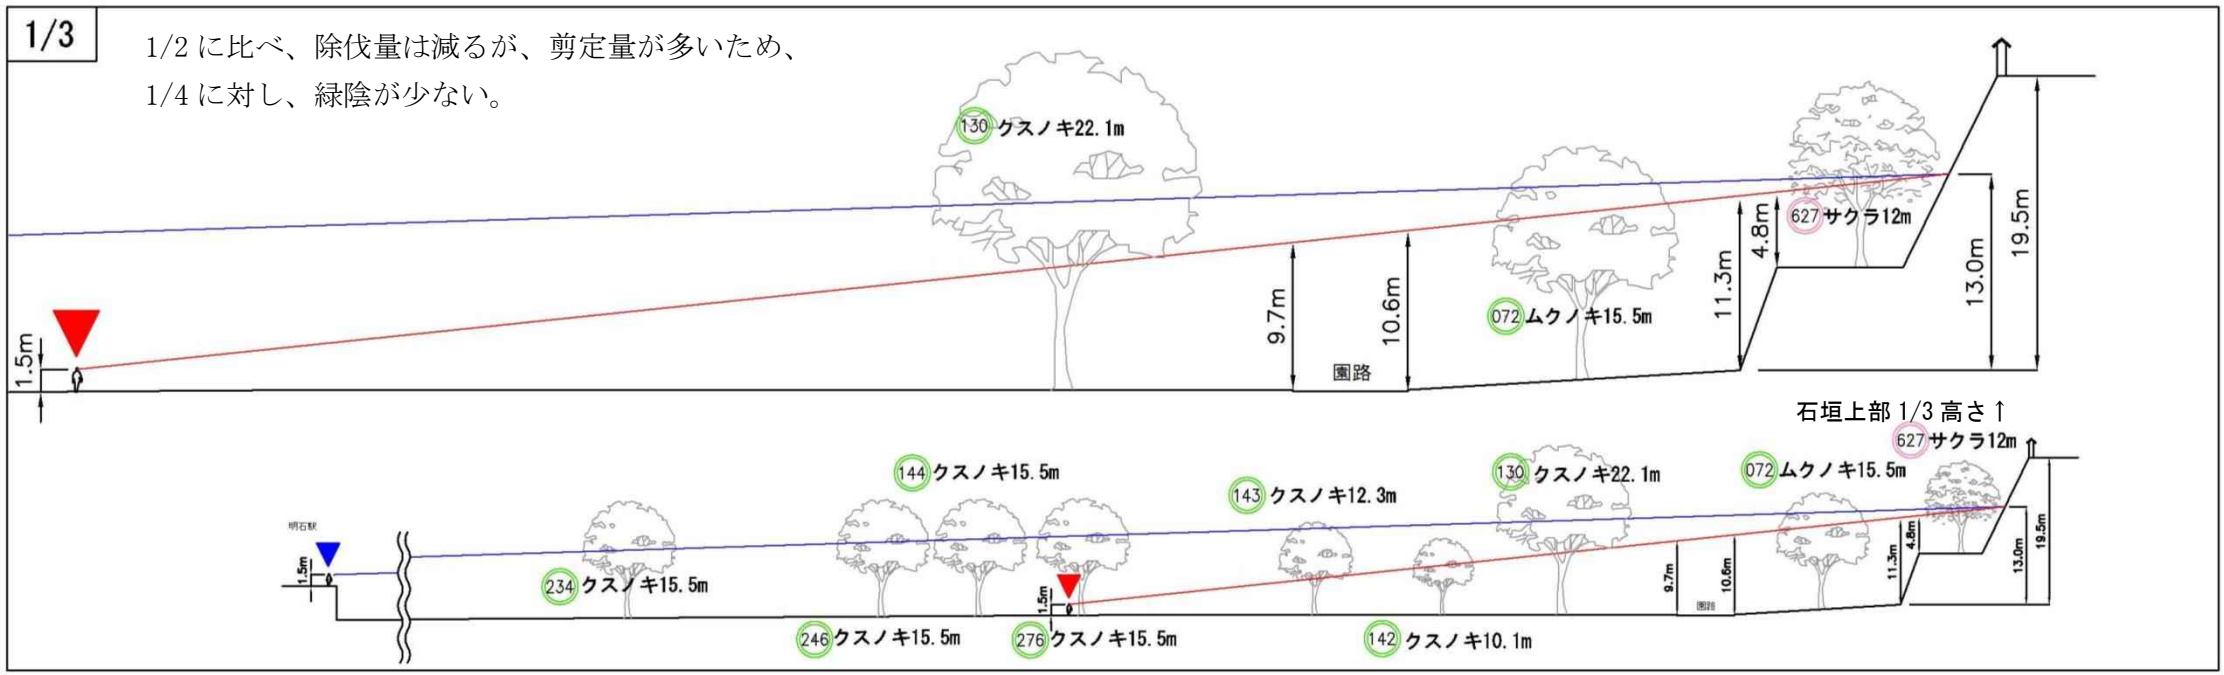 1/3
1/2に比べ、除伐量は減るが、剪定量が多いため、
1/4に対し、緑陰が少ない。
130 クスノキ22.1m
627 サクラ12m
072 ムクノキ15.5m
1.5m
9.7m
10.6m
11.3m
4.8m
13.0m
19.5m
園路
石垣上部1/3高さ↑
627 サクラ12m
144 クスノキ15.5m
143 クスノキ12.3m
130 クスノキ22.1m
072 ムクノキ15.5m
明石駅
1.5m
234 クスノキ15.5m
1.5m
9.7m
10.6m
11.3m
4.8m
13.0m
19.5m
園路
246 クスノキ15.5m
276 クスノキ15.5m
142 クスノキ10.1m